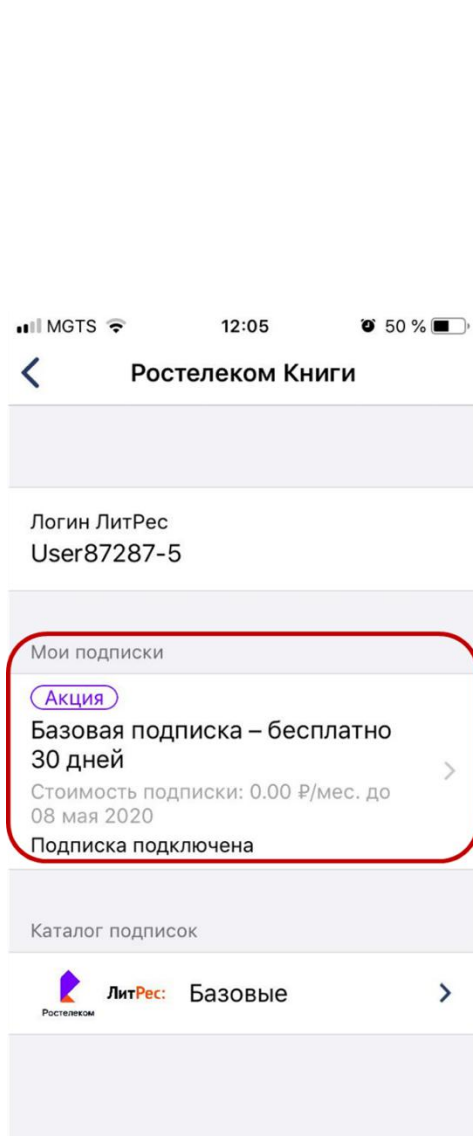 MGTS 12:05 50 %
Ростелеком Книги
Логин ЛитРес
User87287-5
Мои подписки
Акция
Базовая подписка – бесплатно
30 дней
Стоимость подписки: 0.00 ₽/мес. до
08 мая 2020
Подписка подключена
Каталог подписок
Ростелеком ЛитРес: Базовые